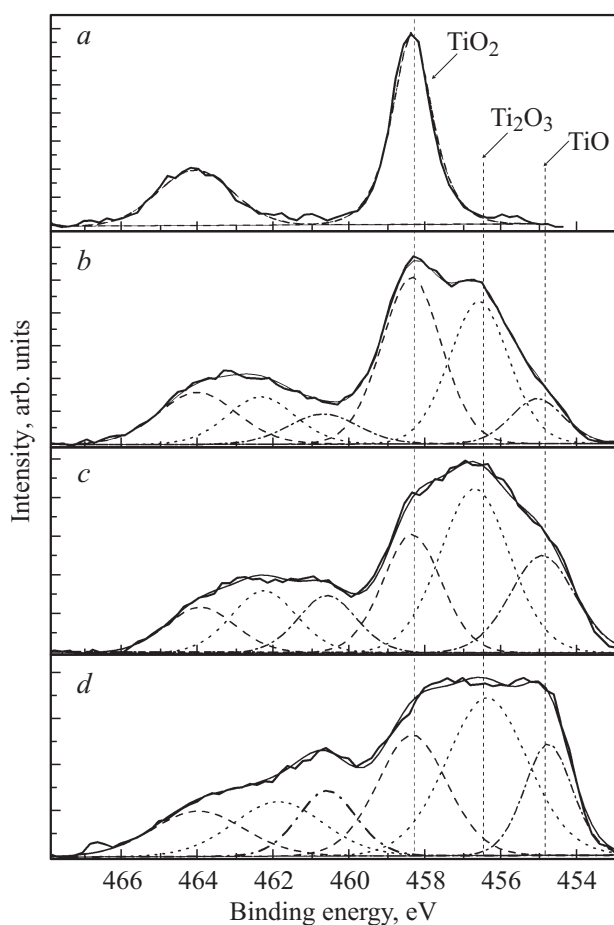 a
TiO₂
Ti₂O₃
TiO
b
c
d
Intensity, arb. units
466 464 462 460 458 456 454
Binding energy, eV